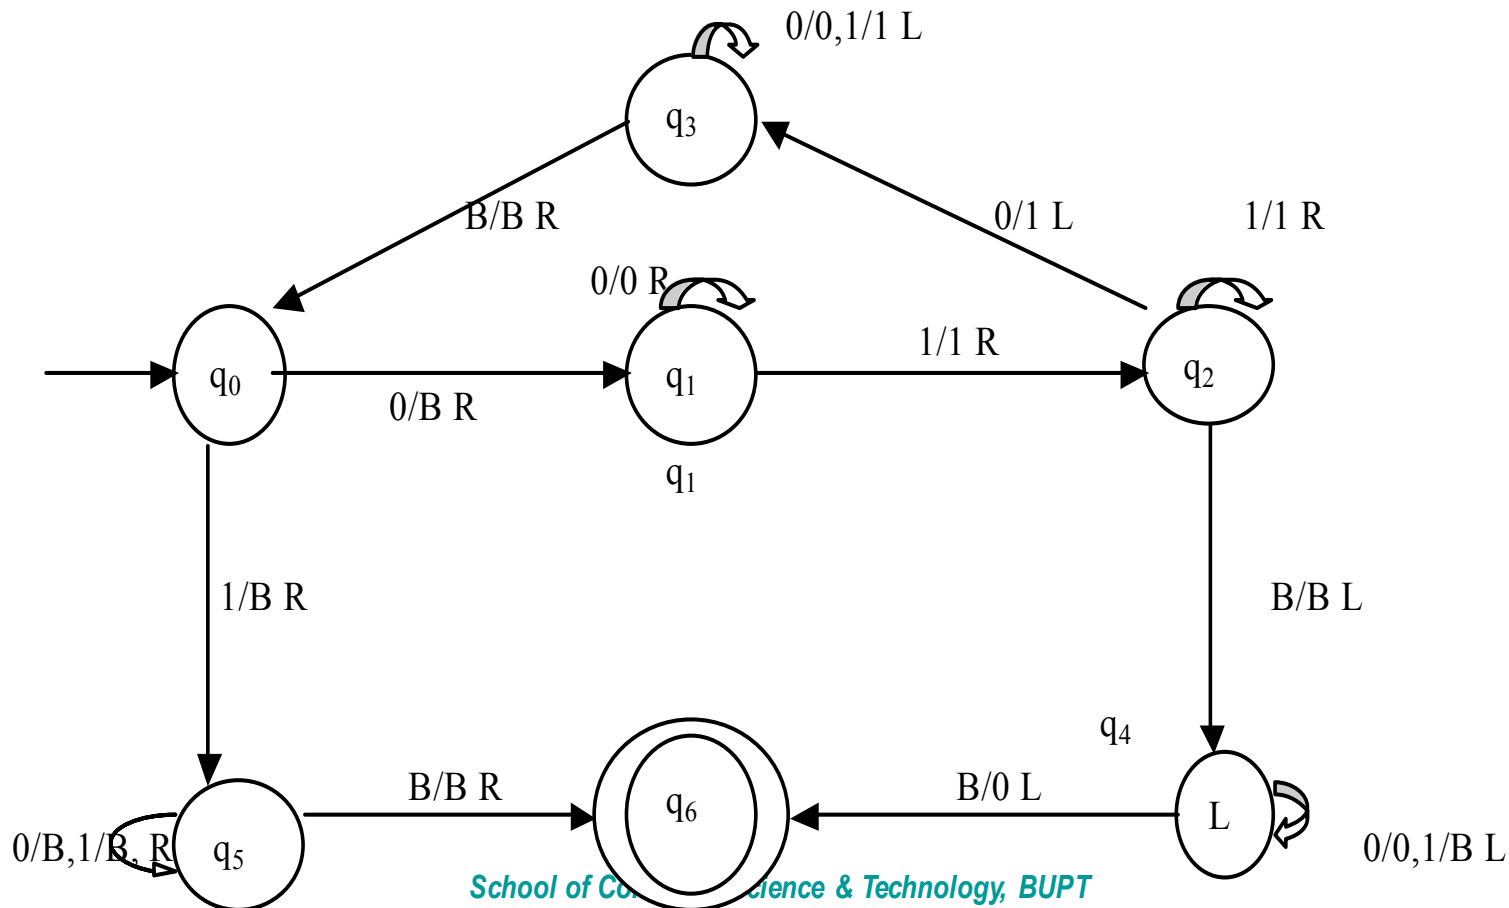 0/0,1/1 L
q3
B/B R
0/1 L
1/1 R
0/0 R
1/1 R
q0
q1
q2
0/B R
q1
1/B R
B/B L
q4
B/B R
B/0 L
q6
L
0/B,1/B, R
q5
0/0,1/B L
School of Co ience & Technology, BUPT